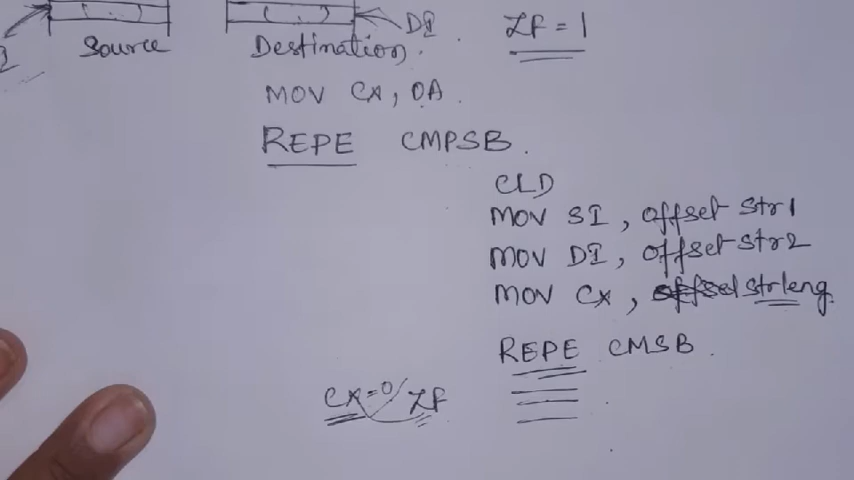 DI
ZF = 1
Source
Destination.
MOV CX, 0A.
REPE CMPSB.
CLD
MOV SI, offset str1
MOV DI, offset str2
MOV CX, strleng.
REPE CMSB.
CX=0/ZF